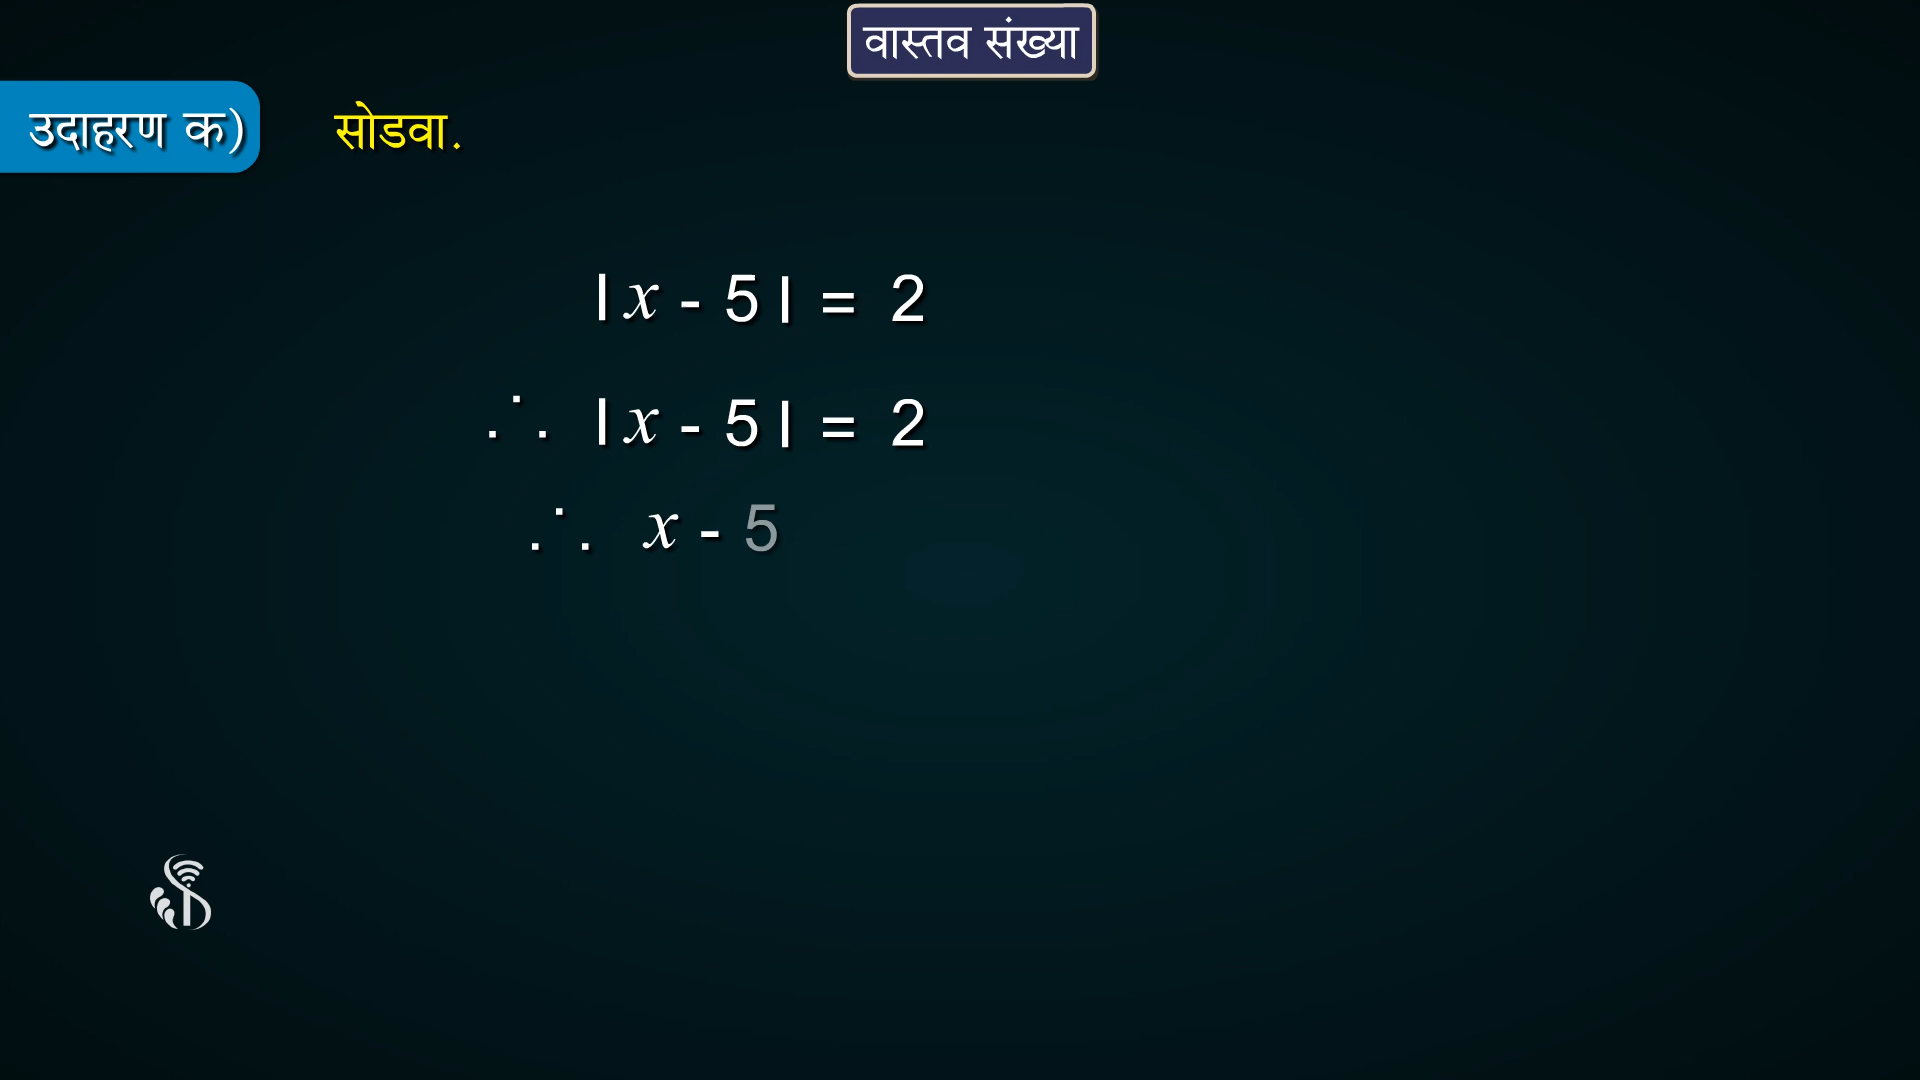 वास्तव संख्या
उदाहरण क) सोडवा.
|x - 5| = 2
∴ |x - 5| = 2
∴ x - 5